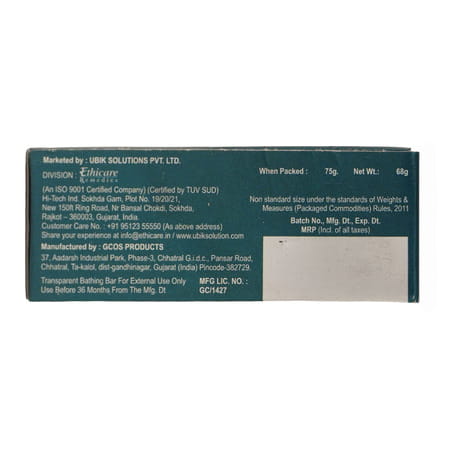 Marketed by : UBIK SOLUTIONS PVT. LTD.
DIVISION : Ethicare
Remedies
(An ISO 9001 Certified Company) (Certified by TUV SUD)
Hi-Tech Ind. Sokhda Gam, Plot No. 19/20/21,
New 150ft Ring Road, Nr Bansal Chokdi, Sokhda,
Rajkot – 360003, Gujarat, India.
Customer Care No. : +91 95123 55550 (As above address)
Share your experience at info@ethicare.in / www.ubiksolution.com
Manufactured by : GCOS PRODUCTS
37, Aadarsh Industrial Park, Phase-3, Chhatral G.i.d.c., Pansar Road,
Chhatral, Ta-kalol, dist-gandhinagar, Gujarat (India) Pincode-382729.
Transparent Bathing Bar For External Use Only
Use Before 36 Months From The Mfg. Dt
MFG LIC. NO. :
GC/1427
When Packed : 75g. Net Wt.: 68g
Non standard size under the standards of Weights &
Measures (Packaged Commodities) Rules, 2011
Batch No., Mfg. Dt., Exp. Dt.
MRP (Incl. of all taxes)